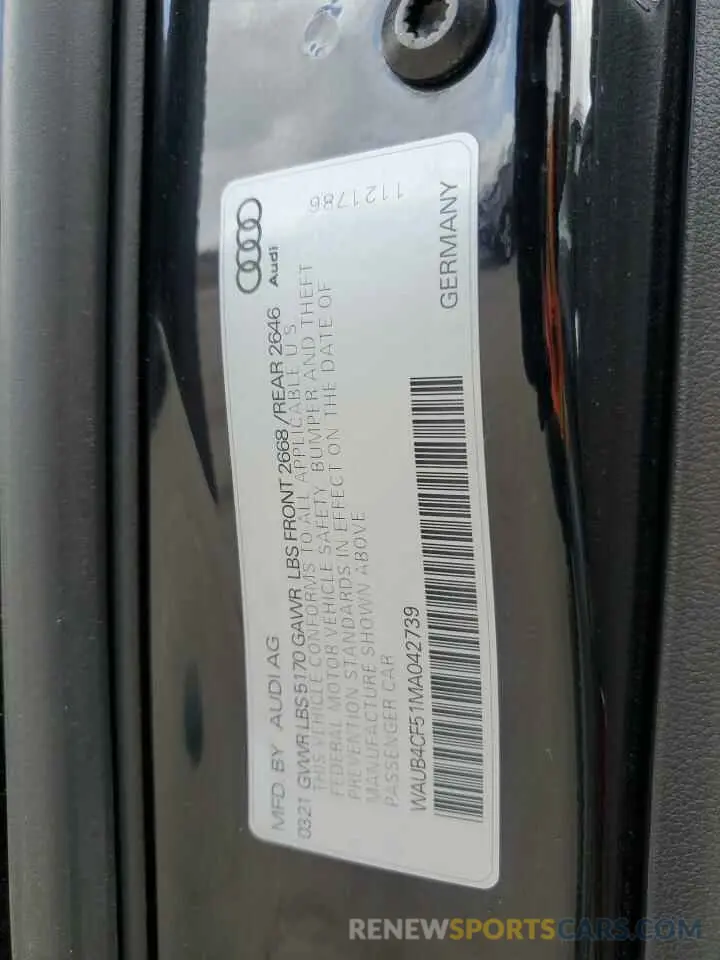 Audi
MFD BY AUDI AG
1121786
0321 GVWR LBS 5170 GAWR LBS FRONT 2668 /REAR 2646
THIS VEHICLE CONFORMS TO ALL APPLICABLE U S
FEDERAL MOTOR VEHICLE SAFETY BUMPER AND THEFT
PREVENTION STANDARDS IN EFFECT ON THE DATE OF
MANUFACTURE SHOWN ABOVE
PASSENGER CAR
GERMANY
WAUB4CF51MA042739
RENEWSPORTSCARS.COM